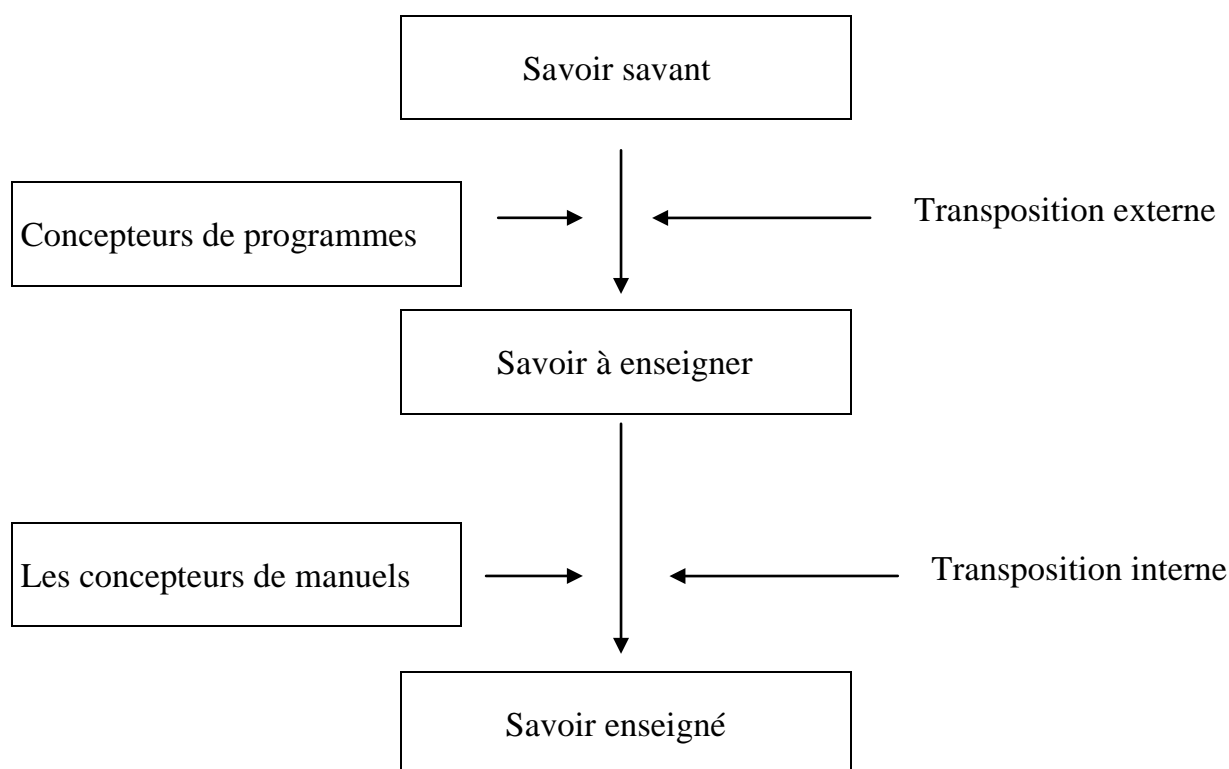 Savoir savant
Concepteurs de programmes
Transposition externe
Savoir à enseigner
Les concepteurs de manuels
Transposition interne
Savoir enseigné